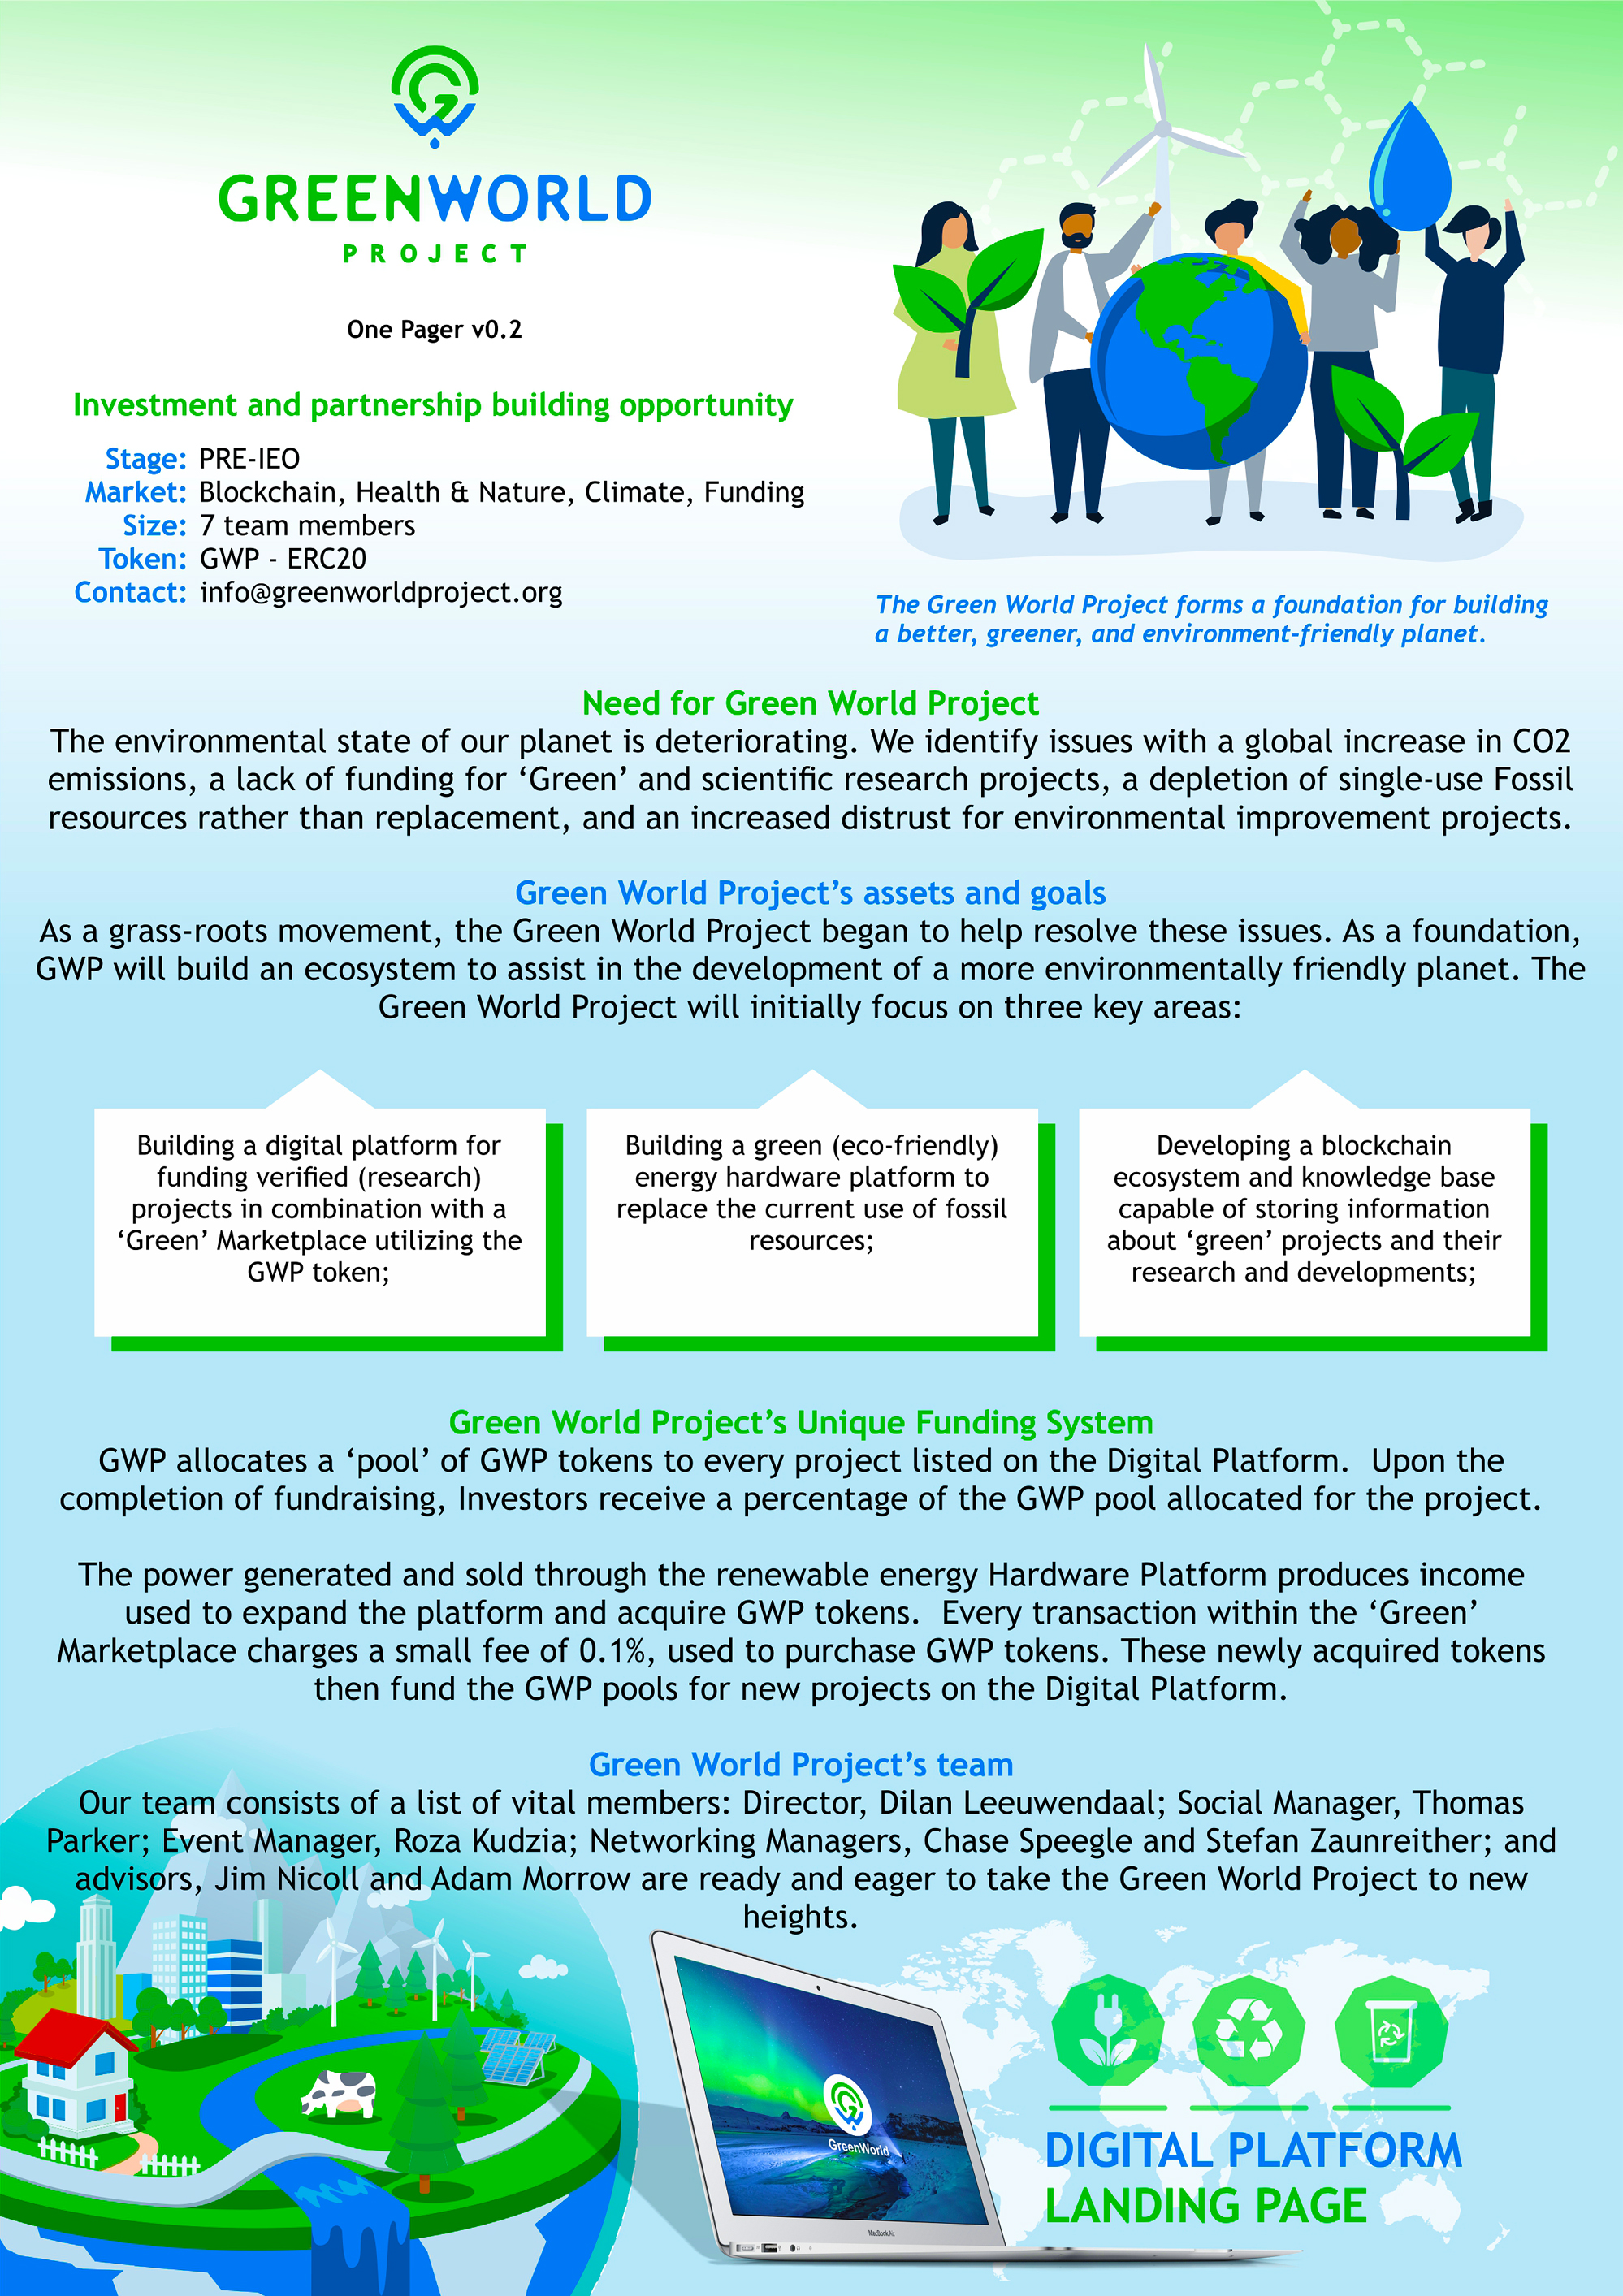 GREENWORLD
PROJECT
One Pager v0.2
Investment and partnership building opportunity
Stage: PRE-IEO
Market: Blockchain, Health & Nature, Climate, Funding
Size: 7 team members
Token: GWP - ERC20
Contact: info@greenworldproject.org
The Green World Project forms a foundation for building
a better, greener, and environment-friendly planet.
Need for Green World Project
The environmental state of our planet is deteriorating. We identify issues with a global increase in CO2
emissions, a lack of funding for ‘Green’ and scientific research projects, a depletion of single-use Fossil
resources rather than replacement, and an increased distrust for environmental improvement projects.
Green World Project’s assets and goals
As a grass-roots movement, the Green World Project began to help resolve these issues. As a foundation,
GWP will build an ecosystem to assist in the development of a more environmentally friendly planet. The
Green World Project will initially focus on three key areas:
Building a digital platform for
funding verified (research)
projects in combination with a
‘Green’ Marketplace utilizing the
GWP token;
Building a green (eco-friendly)
energy hardware platform to
replace the current use of fossil
resources;
Developing a blockchain
ecosystem and knowledge base
capable of storing information
about ‘green’ projects and their
research and developments;
Green World Project’s Unique Funding System
GWP allocates a ‘pool’ of GWP tokens to every project listed on the Digital Platform.  Upon the
completion of fundraising, Investors receive a percentage of the GWP pool allocated for the project.
The power generated and sold through the renewable energy Hardware Platform produces income
used to expand the platform and acquire GWP tokens.  Every transaction within the ‘Green’
Marketplace charges a small fee of 0.1%, used to purchase GWP tokens. These newly acquired tokens
then fund the GWP pools for new projects on the Digital Platform.
Green World Project’s team
Our team consists of a list of vital members: Director, Dilan Leeuwendaal; Social Manager, Thomas
Parker; Event Manager, Roza Kudzia; Networking Managers, Chase Speegle and Stefan Zaunreither; and
advisors, Jim Nicoll and Adam Morrow are ready and eager to take the Green World Project to new
heights.
GreenWorld
MacBook Air
DIGITAL PLATFORM
LANDING PAGE